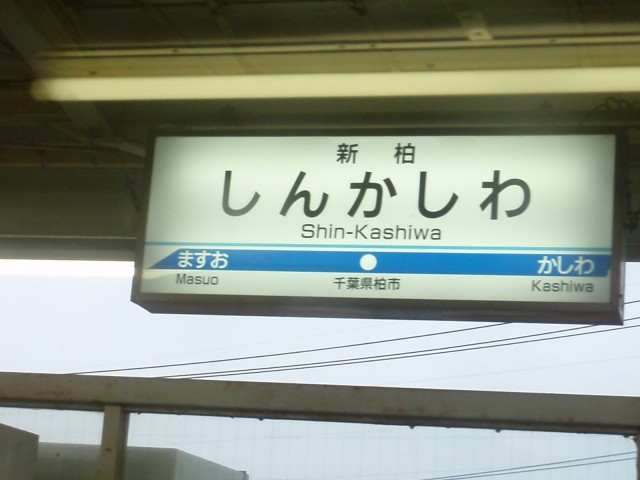 新 柏
しんかしわ
Shin-Kashiwa
ますお かしわ
Masuo 千葉県柏市 Kashiwa